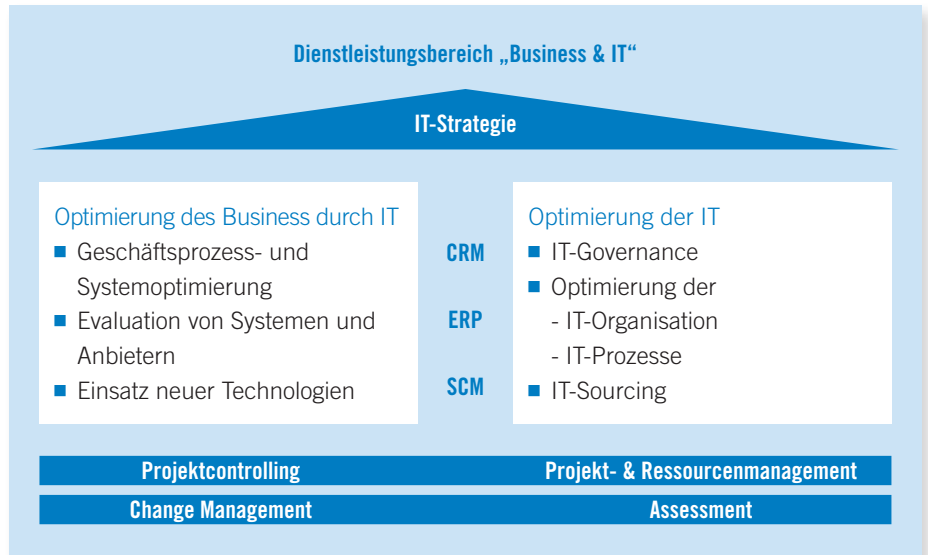 Dienstleistungsbereich „Business & IT“
IT-Strategie
Optimierung des Business durch IT
■ Geschäftsprozess- und
Systemoptimierung
■ Evaluation von Systemen und
Anbietern
■ Einsatz neuer Technologien
CRM
ERP
SCM
Optimierung der IT
■ IT-Governance
■ Optimierung der
- IT-Organisation
- IT-Prozesse
■ IT-Sourcing
Projektcontrolling Projekt- & Ressourcenmanagement
Change Management Assessment